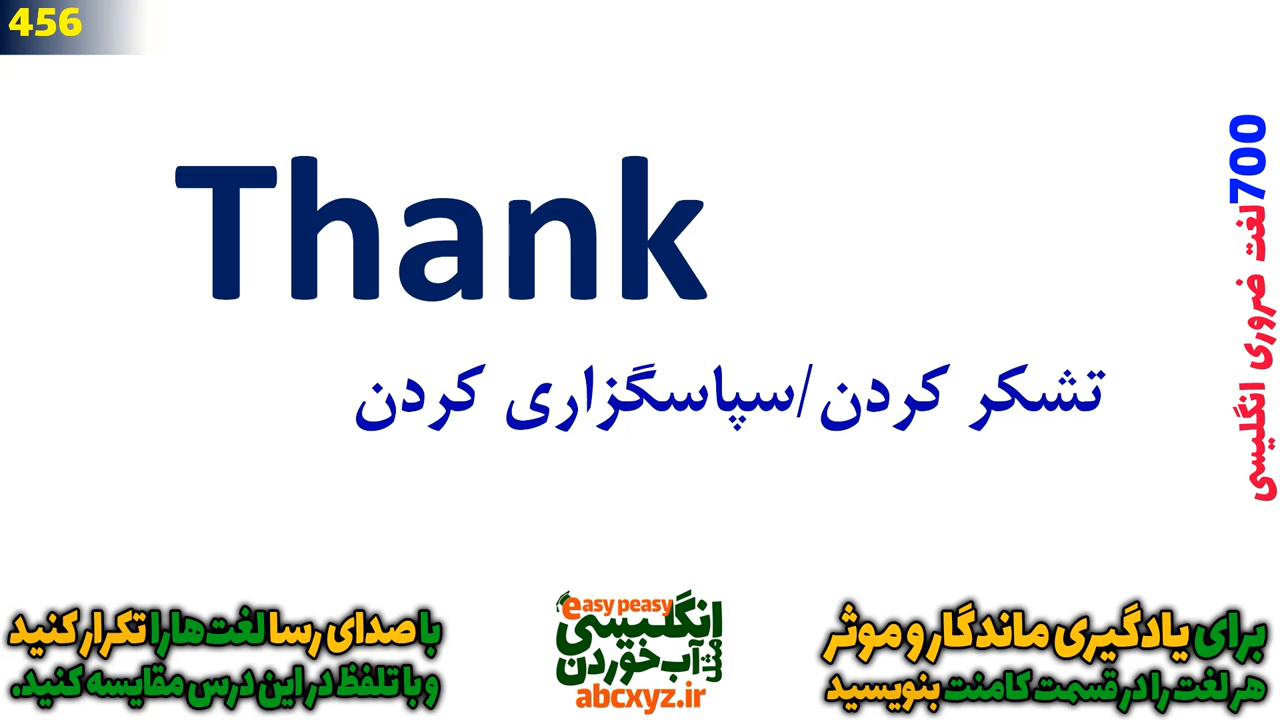 456
Thank
تشکر کردن/سپاسگزاری کردن
700 لغت ضروری انگلیسی
برای یادگیری ماندگار و موثر
هر لغت را در قسمت کامنت بنویسید
easy peasy
انگلیسی
مثل آب خوردن
abcxyz.ir
با صدای رسا لغت‌ها را تکرار کنید
و با تلفظ در این درس مقایسه کنید.